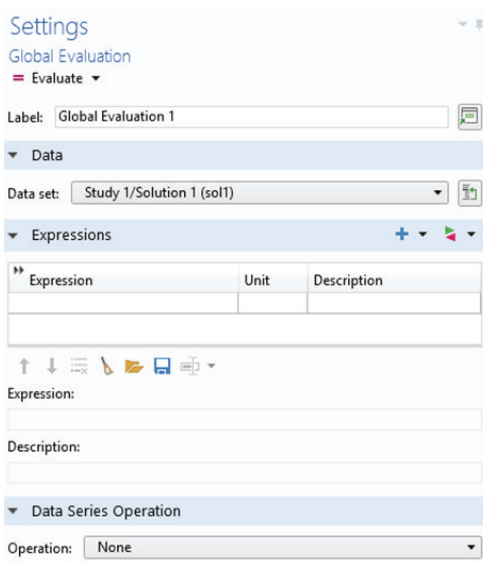 Settings
Global Evaluation
= Evaluate
Label: Global Evaluation 1
Data
Data set: Study 1/Solution 1 (sol1)
Expressions
Expression Unit Description
Expression:
Description:
Data Series Operation
Operation: None